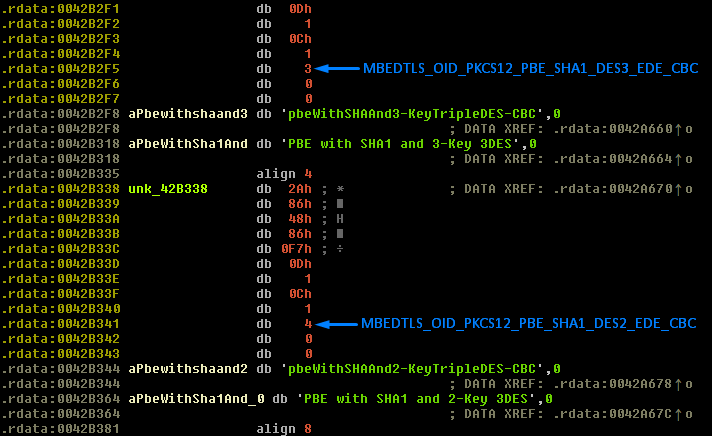 .rdata:0042B2F1 db 0Dh
.rdata:0042B2F2 db 1
.rdata:0042B2F3 db 0Ch
.rdata:0042B2F4 db 1
.rdata:0042B2F5 db 3 MBEDTLS_OID_PKCS12_PBE_SHA1_DES3_EDE_CBC
.rdata:0042B2F6 db 0
.rdata:0042B2F7 db 0
.rdata:0042B2F8 aPbewithshaand3 db 'pbeWithSHAAnd3-KeyTripleDES-CBC',0
.rdata:0042B2F8 ; DATA XREF: .rdata:0042A660↑o
.rdata:0042B318 aPbeWithSha1And db 'PBE with SHA1 and 3-Key 3DES',0
.rdata:0042B318 ; DATA XREF: .rdata:0042A664↑o
.rdata:0042B335 align 4
.rdata:0042B338 unk_42B338 db 2Ah ; * ; DATA XREF: .rdata:0042A670↑o
.rdata:0042B339 db 86h ; ■
.rdata:0042B33A db 48h ; H
.rdata:0042B33B db 86h ; ■
.rdata:0042B33C db 0F7h ; ÷
.rdata:0042B33D db 0Dh
.rdata:0042B33E db 1
.rdata:0042B33F db 0Ch
.rdata:0042B340 db 1
.rdata:0042B341 db 4 MBEDTLS_OID_PKCS12_PBE_SHA1_DES2_EDE_CBC
.rdata:0042B342 db 0
.rdata:0042B343 db 0
.rdata:0042B344 aPbewithshaand2 db 'pbeWithSHAAnd2-KeyTripleDES-CBC',0
.rdata:0042B344 ; DATA XREF: .rdata:0042A678↑o
.rdata:0042B364 aPbeWithSha1And_0 db 'PBE with SHA1 and 2-Key 3DES',0
.rdata:0042B364 ; DATA XREF: .rdata:0042A67C↑o
.rdata:0042B381 align 8